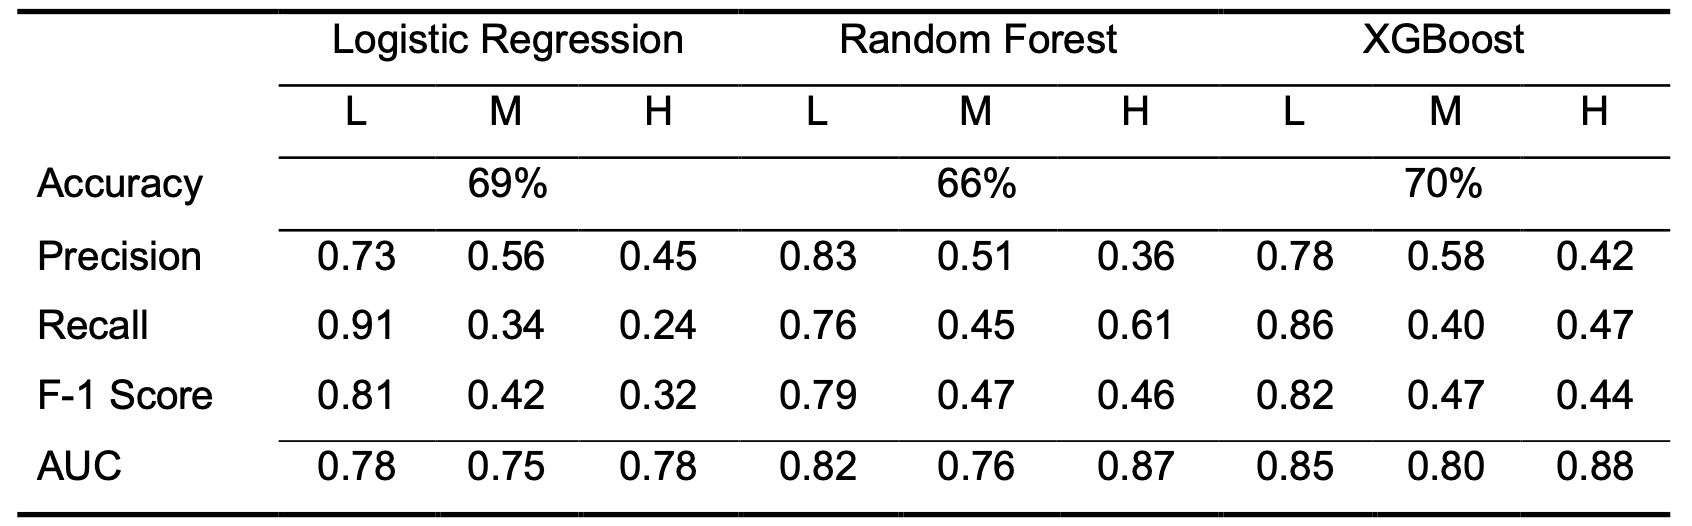 Logistic Regression Random Forest XGBoost
L M H L M H L M H
Accuracy 69% 66% 70%
Precision 0.73 0.56 0.45 0.83 0.51 0.36 0.78 0.58 0.42
Recall 0.91 0.34 0.24 0.76 0.45 0.61 0.86 0.40 0.47
F-1 Score 0.81 0.42 0.32 0.79 0.47 0.46 0.82 0.47 0.44
AUC 0.78 0.75 0.78 0.82 0.76 0.87 0.85 0.80 0.88